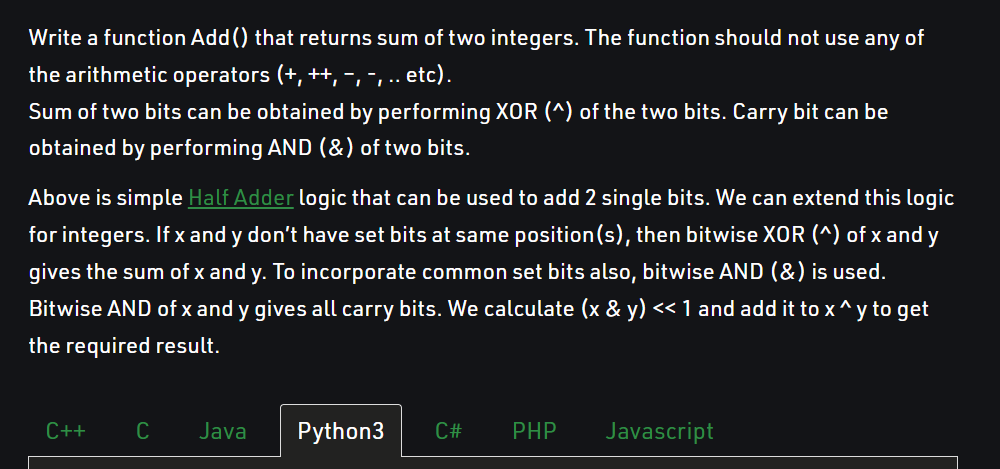 Write a function Add() that returns sum of two integers. The function should not use any of
the arithmetic operators (+, ++, –, -, .. etc).
Sum of two bits can be obtained by performing XOR (^) of the two bits. Carry bit can be
obtained by performing AND (&) of two bits.
Above is simple Half Adder logic that can be used to add 2 single bits. We can extend this logic
for integers. If x and y don’t have set bits at same position(s), then bitwise XOR (^) of x and y
gives the sum of x and y. To incorporate common set bits also, bitwise AND (&) is used.
Bitwise AND of x and y gives all carry bits. We calculate (x & y) << 1 and add it to x ^ y to get
the required result.
C++ C Java Python3 C# PHP Javascript